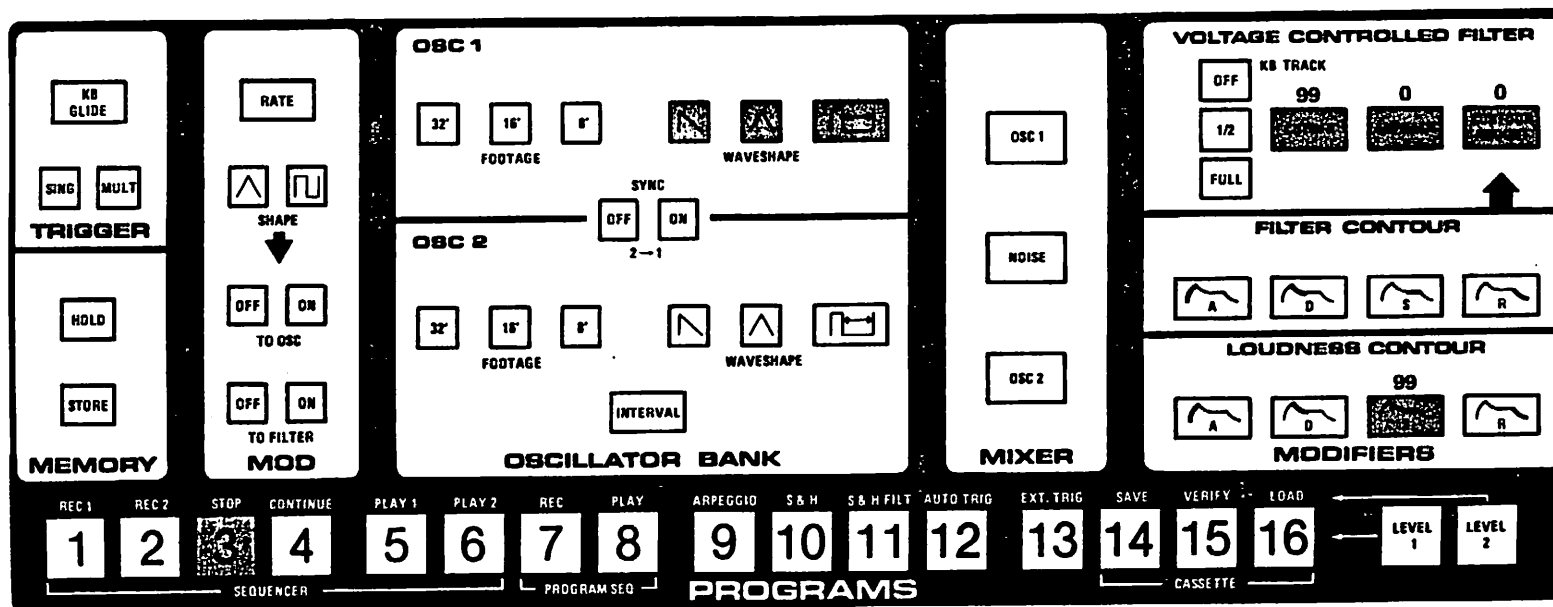 KB
GLIDE
SING
MULT
TRIGGER
HOLD
STORE
MEMORY
RATE
SHAPE
OFF
ON
TO OSC
OFF
ON
TO FILTER
MOD
OSC 1
32'
16'
8'
FOOTAGE
WAVESHAPE
SYNC
OFF
ON
2→1
OSC 2
32'
16'
8'
FOOTAGE
WAVESHAPE
INTERVAL
OSCILLATOR BANK
OSC 1
NOISE
OSC 2
MIXER
VOLTAGE CONTROLLED FILTER
OFF
KB TRACK
1/2
FULL
99
0
0
FILTER CONTOUR
A
D
S
R
LOUDNESS CONTOUR
99
A
D
R
MODIFIERS
REC 1
REC 2
STOP
CONTINUE
PLAY 1
PLAY 2
REC
PLAY
ARPEGGIO
S & H
S & H FILT
AUTO TRIG
EXT. TRIG
SAVE
VERIFY
LOAD
1
2
3
4
5
6
7
8
9
10
11
12
13
14
15
16
LEVEL
1
LEVEL
2
SEQUENCER
PROGRAM SEQ
PROGRAMS
CASSETTE